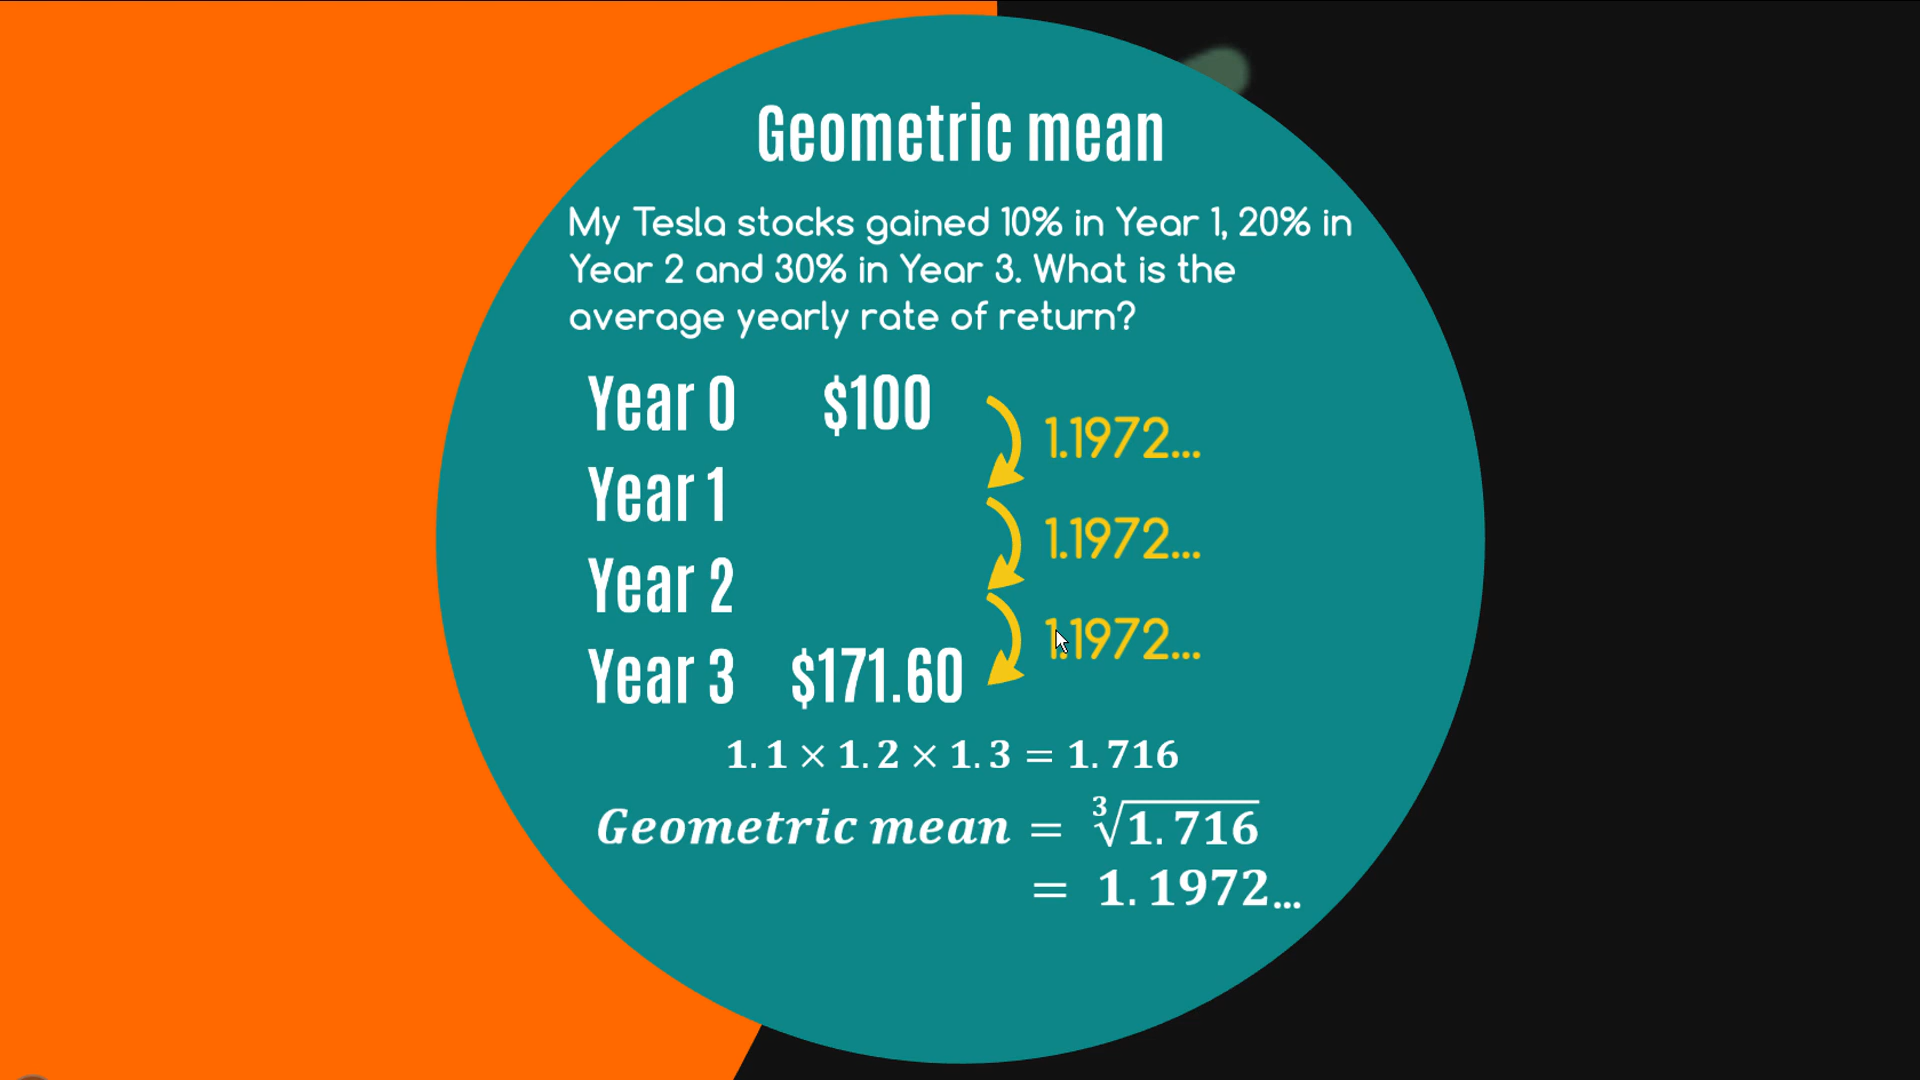 Geometric mean
My Tesla stocks gained 10% in Year 1, 20% in
Year 2 and 30% in Year 3. What is the
average yearly rate of return?
Year 0 $100
1.1972...
Year 1
1.1972...
Year 2
1.1972...
Year 3 $171.60
1.1 × 1.2 × 1.3 = 1.716
Geometric mean = ∛1.716
= 1.1972...